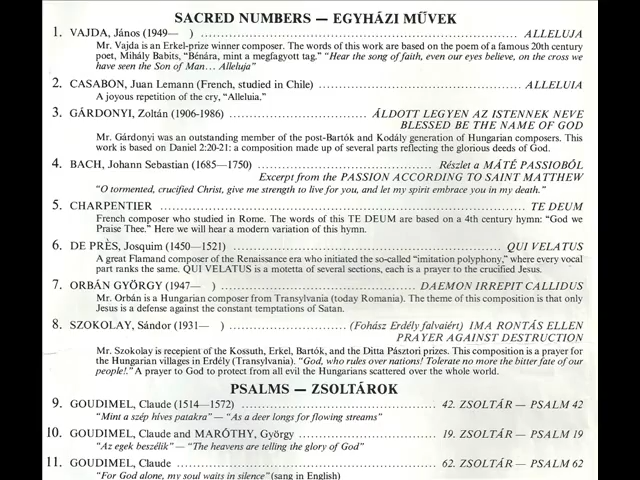 SACRED NUMBERS — EGYHÁZI MŰVEK
1. VAJDA, János (1949— ) ........ ALLELUJA
Mr. Vajda is an Erkel-prize winner composer. The words of this work are based on the poem of a famous 20th century
poet, Mihály Babits, “Bénára, mint a megfagyott tag.” “Hear the song of faith, even our eyes believe, on the cross we
have seen the Son of Man... Alleluja”
2. CASABON, Juan Lemann (French, studied in Chile) ........ ALLELUIA
A joyous repetition of the cry, “Alleluia.”
3. GÁRDONYI, Zoltán (1906-1986) ........ ÁLDOTT LEGYEN AZ ISTENNEK NEVE
BLESSED BE THE NAME OF GOD
Mr. Gárdonyi was an outstanding member of the post-Bartók and Kodály generation of Hungarian composers. This
work is based on Daniel 2:20-21: a composition made up of several parts reflecting the glorious deeds of God.
4. BACH, Johann Sebastian (1685—1750) ........ Részlet a MÁTÉ PASSIOBÓL
Excerpt from the PASSION ACCORDING TO SAINT MATTHEW
“O tormented, crucified Christ, give me strength to live for you, and let my spirit embrace you in my death.”
5. CHARPENTIER ........ TE DEUM
French composer who studied in Rome. The words of this TE DEUM are based on a 4th century hymn: “God we
Praise Thee.” Here we will hear a modern variation of this hymn.
6. DE PRÈS, Josquim (1450—1521) ........ QUI VELATUS
A great Flamand composer of the Renaissance era who initiated the so-called “imitation polyphony,” where every vocal
part ranks the same. QUI VELATUS is a motetta of several sections, each is a prayer to the crucified Jesus.
7. ORBÁN GYÖRGY (1947— ) ........ DAEMON IRREPIT CALLIDUS
Mr. Orbán is a Hungarian composer from Transylvania (today Romania). The theme of this composition is that only
Jesus is a defense against the constant temptations of Satan.
8. SZOKOLAY, Sándor (1931— ) ........ (Fohász Erdély falvaiért) IMA RONTÁS ELLEN
PRAYER AGAINST DESTRUCTION
Mr. Szokolay is recepient of the Kossuth, Erkel, Bartók, and the Ditta Pásztori prizes. This composition is a prayer for
the Hungarian villages in Erdély (Transylvania). “God, who rules over nations! Tolerate no more the bitter fate of our
people!.” A prayer to God to protect from all evil the Hungarians scattered over the whole world.
PSALMS — ZSOLTÁROK
9. GOUDIMEL, Claude (1514—1572) ........ 42. ZSOLTÁR — PSALM 42
“Mint a szép híves patakra” — “As a deer longs for flowing streams”
10. GOUDIMEL, Claude and MARÓTHY, György ........ 19. ZSOLTÁR — PSALM 19
“Az egek beszélik” — “The heavens are telling the glory of God”
11. GOUDIMEL, Claude ........ 62. ZSOLTÁR — PSALM 62
“For God alone, my soul waits in silence” (sang in English)